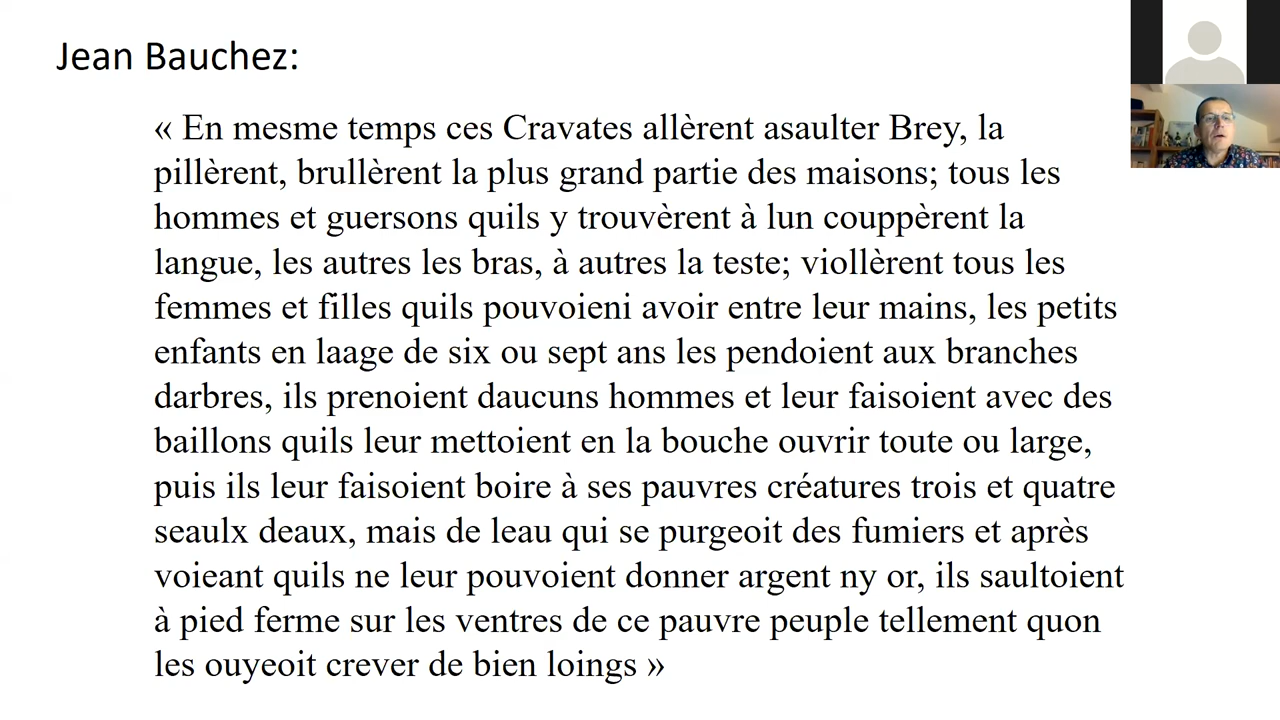 Jean Bauchez:
« En mesme temps ces Cravates allèrent asaulter Brey, la
pillèrent, brullèrent la plus grand partie des maisons; tous les
hommes et guersons quils y trouvèrent à lun couppèrent la
langue, les autres les bras, à autres la teste; viollèrent tous les
femmes et filles quils pouvoieni avoir entre leur mains, les petits
enfants en laage de six ou sept ans les pendoient aux branches
darbres, ils prenoient daucuns hommes et leur faisoient avec des
baillons quils leur mettoient en la bouche ouvrir toute ou large,
puis ils leur faisoient boire à ses pauvres créatures trois et quatre
seaulx deaux, mais de leau qui se purgeoit des fumiers et après
voieant quils ne leur pouvoient donner argent ny or, ils saultoient
à pied ferme sur les ventres de ce pauvre peuple tellement quon
les ouyeoit crever de bien loings »